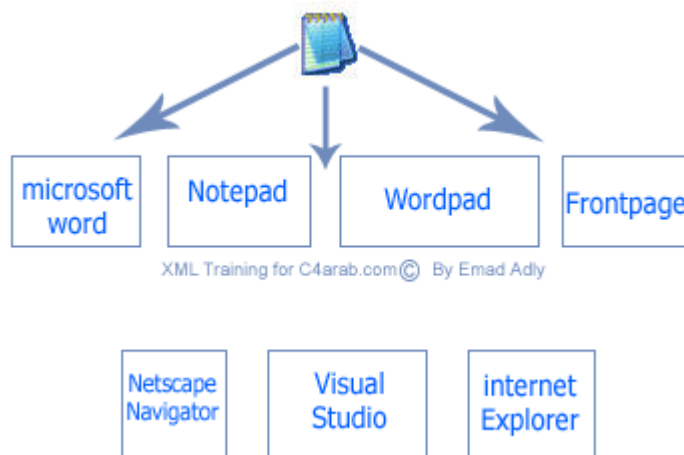 microsoft
word
Notepad
Wordpad
Frontpage
XML Training for C4arab.com© By Emad Adly
Netscape
Navigator
Visual
Studio
internet
Explorer